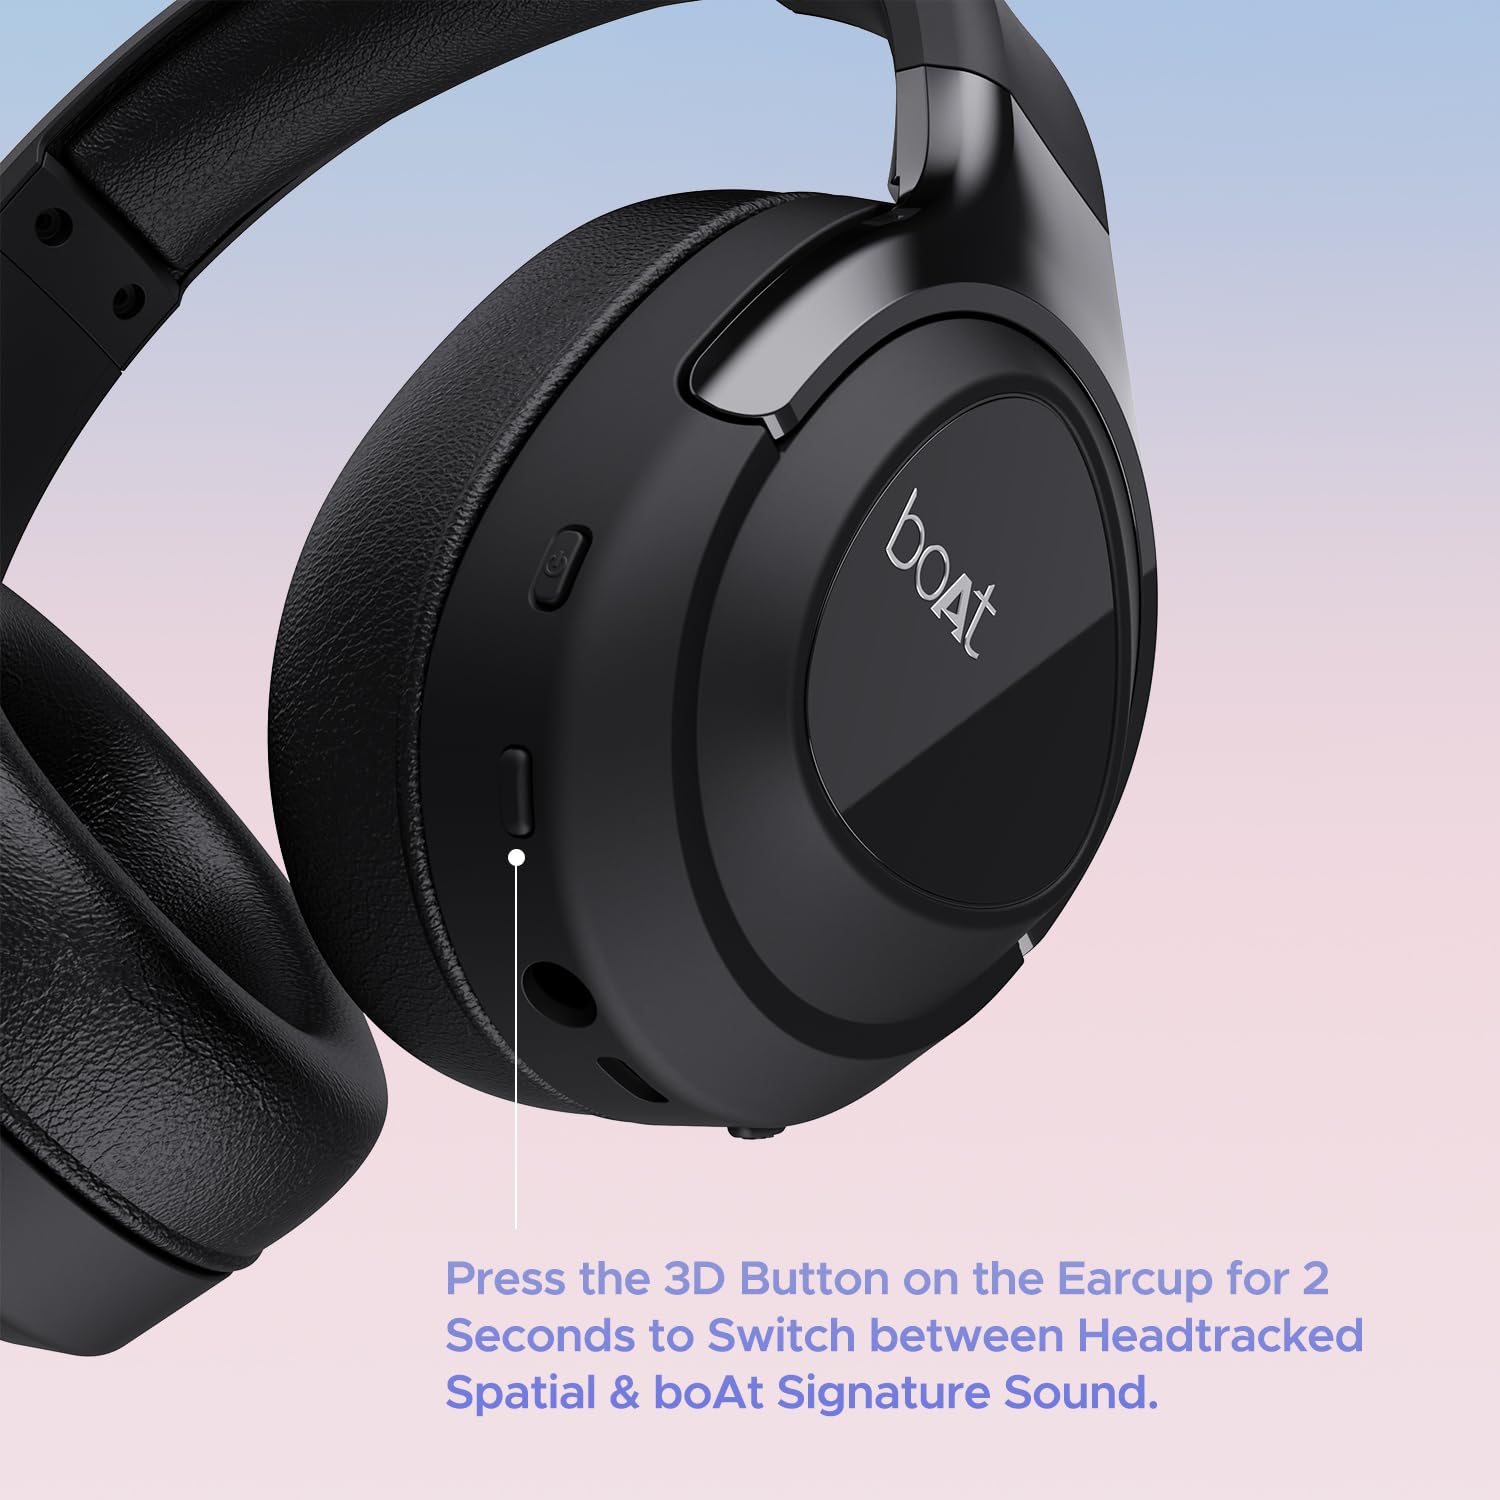 boAt
Press the 3D Button on the Earcup for 2
Seconds to Switch between Headtracked
Spatial & boAt Signature Sound.